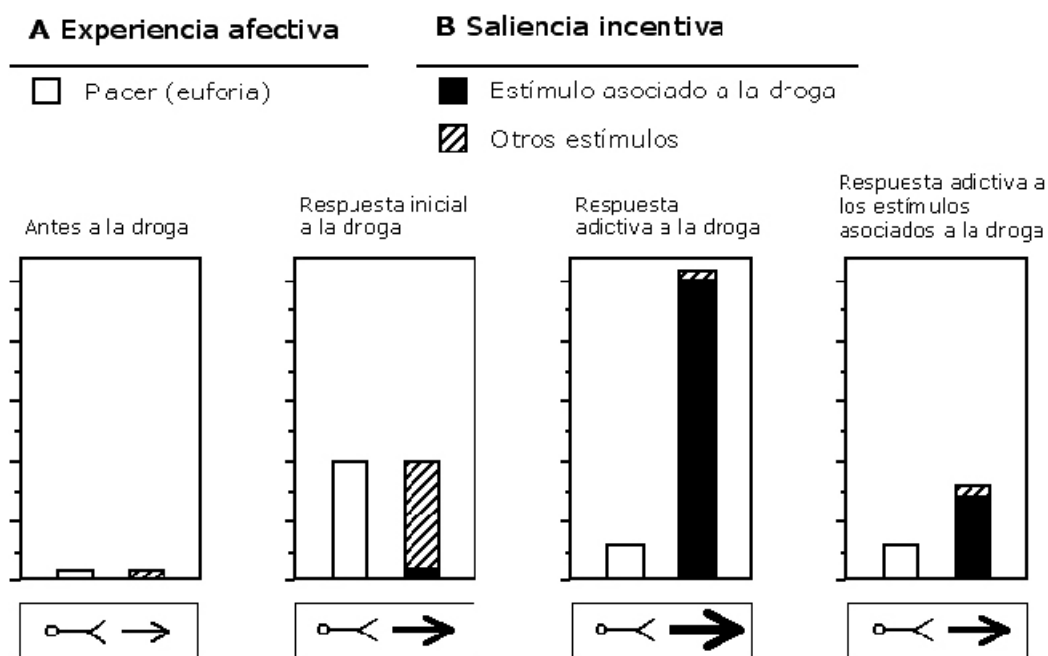 A Experiencia afectiva
Placer (euforia)
B Saliencia incentiva
Estímulo asociado a la droga
Otros estímulos
Antes a la droga
Respuesta inicial
a la droga
Respuesta
adictiva a la droga
Respuesta adictiva a
los estímulos
asociados a la droga